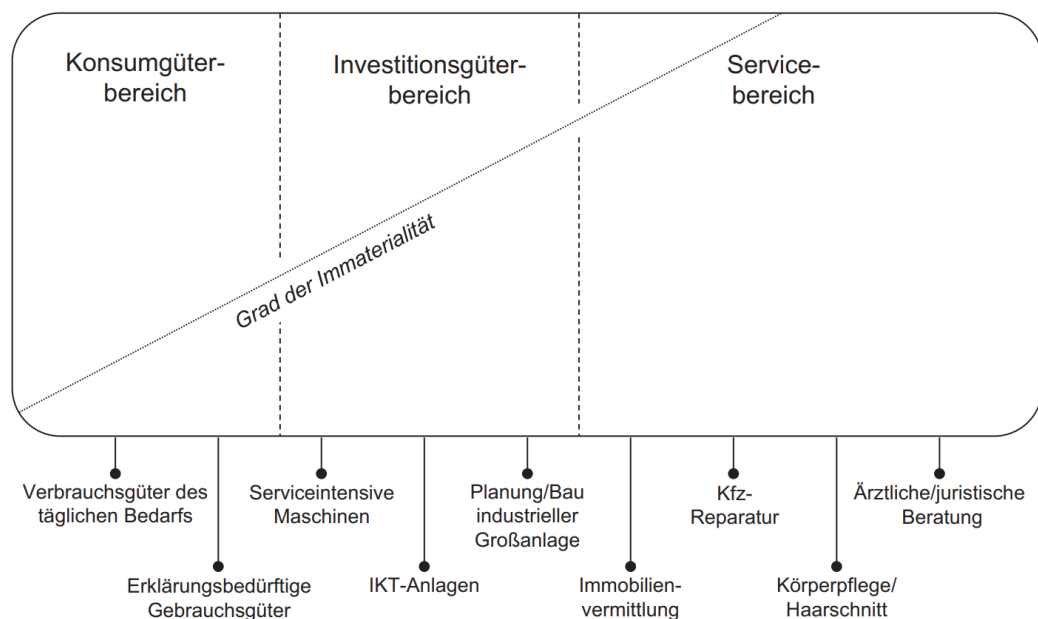 Konsumgüter-
bereich
Investitionsgüter-
bereich
Service-
bereich
Grad der Immaterialität
Verbrauchsgüter des
täglichen Bedarfs
Erklärungsbedürftige
Gebrauchsgüter
Serviceintensive
Maschinen
IKT-Anlagen
Planung/Bau
industrieller
Großanlage
Immobilien-
vermittlung
Kfz-
Reparatur
Körperpflege/
Haarschnitt
Ärztliche/juristische
Beratung